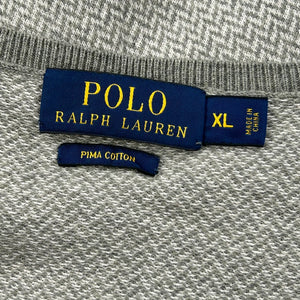 POLO
RALPH LAUREN
XL
MADE IN
CHINA
PIMA COTTON